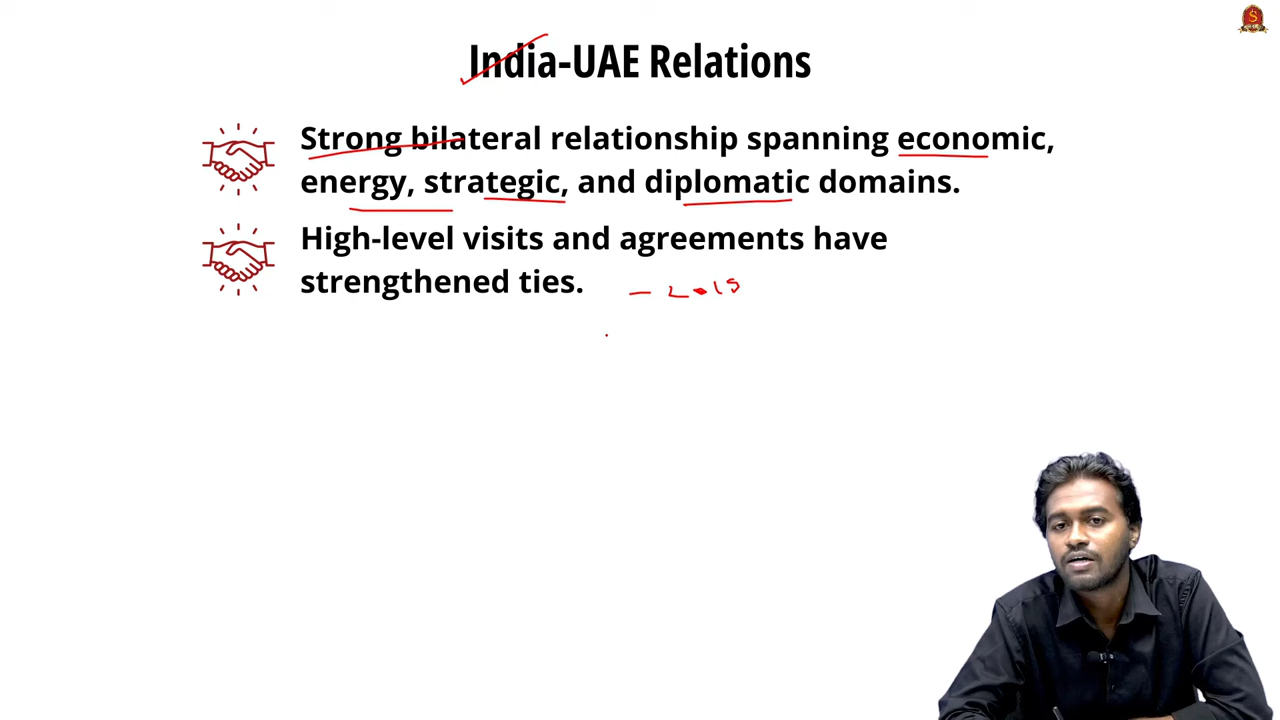 India-UAE Relations
Strong bilateral relationship spanning economic,
energy, strategic, and diplomatic domains.
High-level visits and agreements have
strengthened ties. - 2015